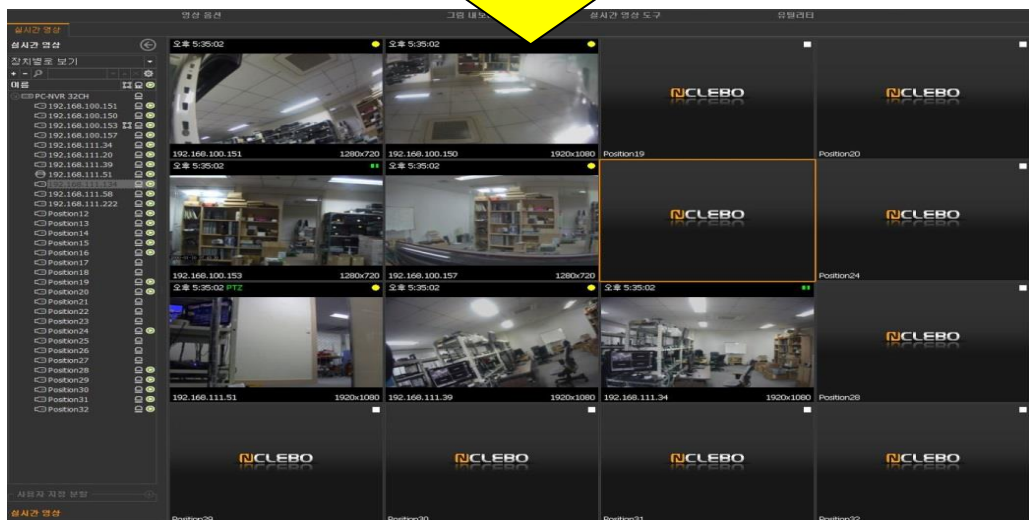 영상 옵션
실시간 영상 도구
유틸리티
실시간 영상
실시간 영상
장치별로 보기
이름
PC-NVR 32CH
192.168.100.151
192.168.100.150
192.168.100.153
192.168.100.157
192.168.111.34
192.168.111.20
192.168.111.39
192.168.111.51
192.168.111.58
192.168.111.222
Position12
Position13
Position14
Position15
Position16
Position17
Position18
Position19
Position20
Position21
Position22
Position23
Position24
Position25
Position26
Position27
Position28
Position29
Position30
Position31
Position32
사용자 지정 분할
실시간 영상
오후 5:35:02
192.168.100.151 1280x720
오후 5:35:02
192.168.100.150 1920x1080
NCLEBO
Position19
NCLEBO
Position20
오후 5:35:02
192.168.100.153 1280x720
오후 5:35:02
192.168.100.157 1280x720
NCLEBO
NCLEBO
Position24
오후 5:35:02 PTZ
192.168.111.51 1920x1080
오후 5:35:02
192.168.111.39 1920x1080
오후 5:35:02
192.168.111.34 1920x1080
NCLEBO
Position28
NCLEBO
Position29
NCLEBO
Position30
NCLEBO
Position31
NCLEBO
Position32